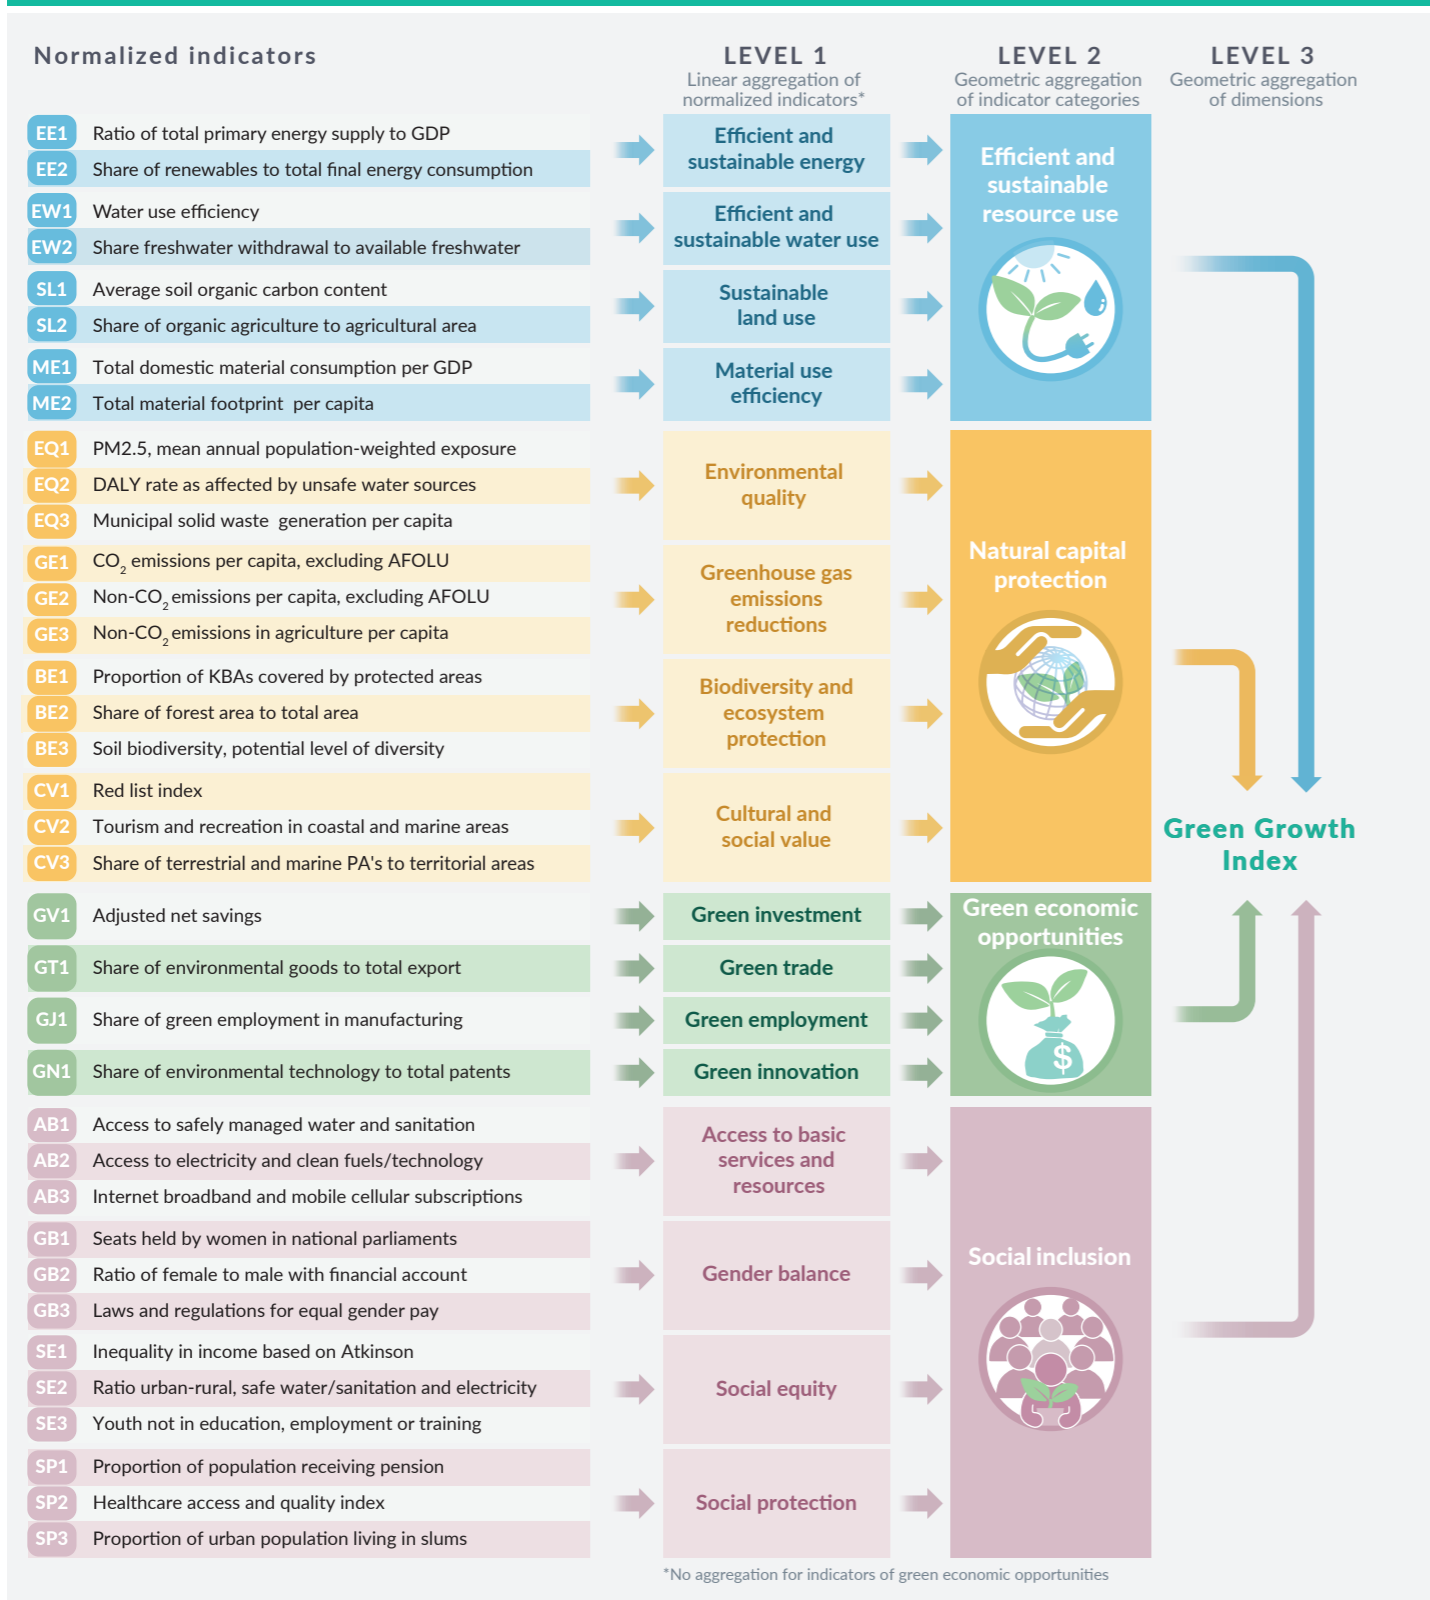 Normalized indicators
LEVEL 1
Linear aggregation of
normalized indicators*
LEVEL 2
Geometric aggregation
of indicator categories
LEVEL 3
Geometric aggregation
of dimensions
EE1 Ratio of total primary energy supply to GDP
EE2 Share of renewables to total final energy consumption
EW1 Water use efficiency
EW2 Share freshwater withdrawal to available freshwater
SL1 Average soil organic carbon content
SL2 Share of organic agriculture to agricultural area
ME1 Total domestic material consumption per GDP
ME2 Total material footprint per capita
EQ1 PM2.5, mean annual population-weighted exposure
EQ2 DALY rate as affected by unsafe water sources
EQ3 Municipal solid waste generation per capita
GE1 CO2 emissions per capita, excluding AFOLU
GE2 Non-CO2 emissions per capita, excluding AFOLU
GE3 Non-CO2 emissions in agriculture per capita
BE1 Proportion of KBAs covered by protected areas
BE2 Share of forest area to total area
BE3 Soil biodiversity, potential level of diversity
CV1 Red list index
CV2 Tourism and recreation in coastal and marine areas
CV3 Share of terrestrial and marine PA's to territorial areas
GV1 Adjusted net savings
GT1 Share of environmental goods to total export
GJ1 Share of green employment in manufacturing
GN1 Share of environmental technology to total patents
AB1 Access to safely managed water and sanitation
AB2 Access to electricity and clean fuels/technology
AB3 Internet broadband and mobile cellular subscriptions
GB1 Seats held by women in national parliaments
GB2 Ratio of female to male with financial account
GB3 Laws and regulations for equal gender pay
SE1 Inequality in income based on Atkinson
SE2 Ratio urban-rural, safe water/sanitation and electricity
SE3 Youth not in education, employment or training
SP1 Proportion of population receiving pension
SP2 Healthcare access and quality index
SP3 Proportion of urban population living in slums
Efficient and
sustainable energy
Efficient and
sustainable water use
Sustainable
land use
Material use
efficiency
Environmental
quality
Greenhouse gas
emissions
reductions
Biodiversity and
ecosystem
protection
Cultural and
social value
Green investment
Green trade
Green employment
Green innovation
Access to basic
services and
resources
Gender balance
Social equity
Social protection
Efficient and
sustainable
resource use
Natural capital
protection
Green economic
opportunities
$
Social inclusion
Green Growth
Index
*No aggregation for indicators of green economic opportunities